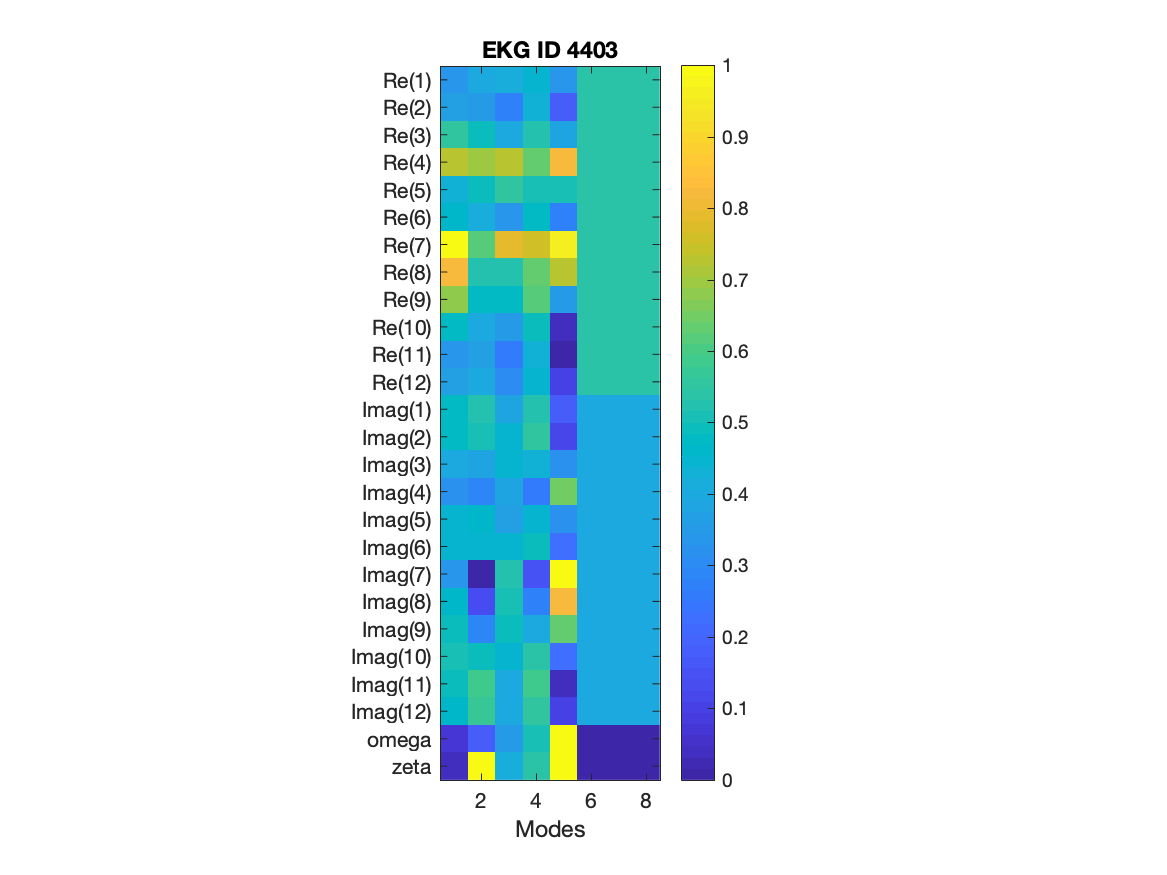 EKG ID 4403
Re(1)
Re(2)
Re(3)
Re(4)
Re(5)
Re(6)
Re(7)
Re(8)
Re(9)
Re(10)
Re(11)
Re(12)
Imag(1)
Imag(2)
Imag(3)
Imag(4)
Imag(5)
Imag(6)
Imag(7)
Imag(8)
Imag(9)
Imag(10)
Imag(11)
Imag(12)
omega
zeta
2 4 6 8
Modes
1
0.9
0.8
0.7
0.6
0.5
0.4
0.3
0.2
0.1
0